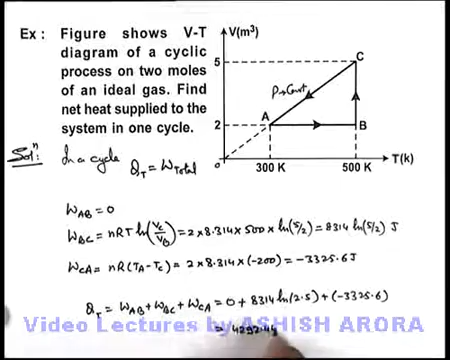 Ex : Figure shows V-T
diagram of a cyclic
process on two moles
of an ideal gas. Find
net heat supplied to the
system in one cycle.
V(m³)
C
5
P→Const
A
2
B
o
300 K
500 K
T(k)
Solⁿ: In a cycle Q_T = W_Total
W_AB = 0
W_BC = nRT ln(V_C/V_B) = 2 × 8.314 × 500 × ln(5/2) = 8314 ln(5/2) J
W_CA = nR(T_A - T_C) = 2 × 8.314 × (-200) = -3325.6 J
Q_T = W_AB + W_BC + W_CA = 0 + 8314 ln(2.5) + (-3325.6)
Video Lectures by ASHISH ARORA